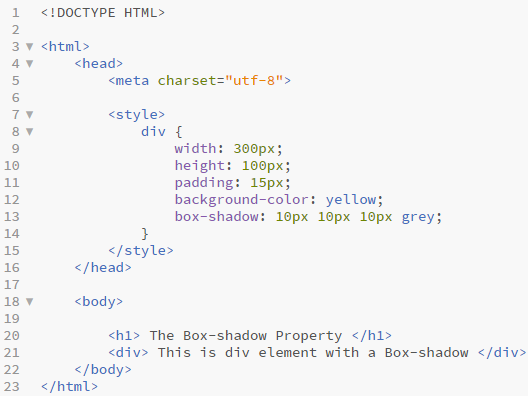 1 <!DOCTYPE HTML>
2
3 ▼ <html>
4 ▼     <head>
5         <meta charset="utf-8">
6
7 ▼         <style>
8 ▼             div {
9                 width: 300px;
10                 height: 100px;
11                 padding: 15px;
12                 background-color: yellow;
13                 box-shadow: 10px 10px 10px grey;
14             }
15         </style>
16     </head>
17
18 ▼     <body>
19
20         <h1> The Box-shadow Property </h1>
21         <div> This is div element with a Box-shadow </div>
22     </body>
23 </html>